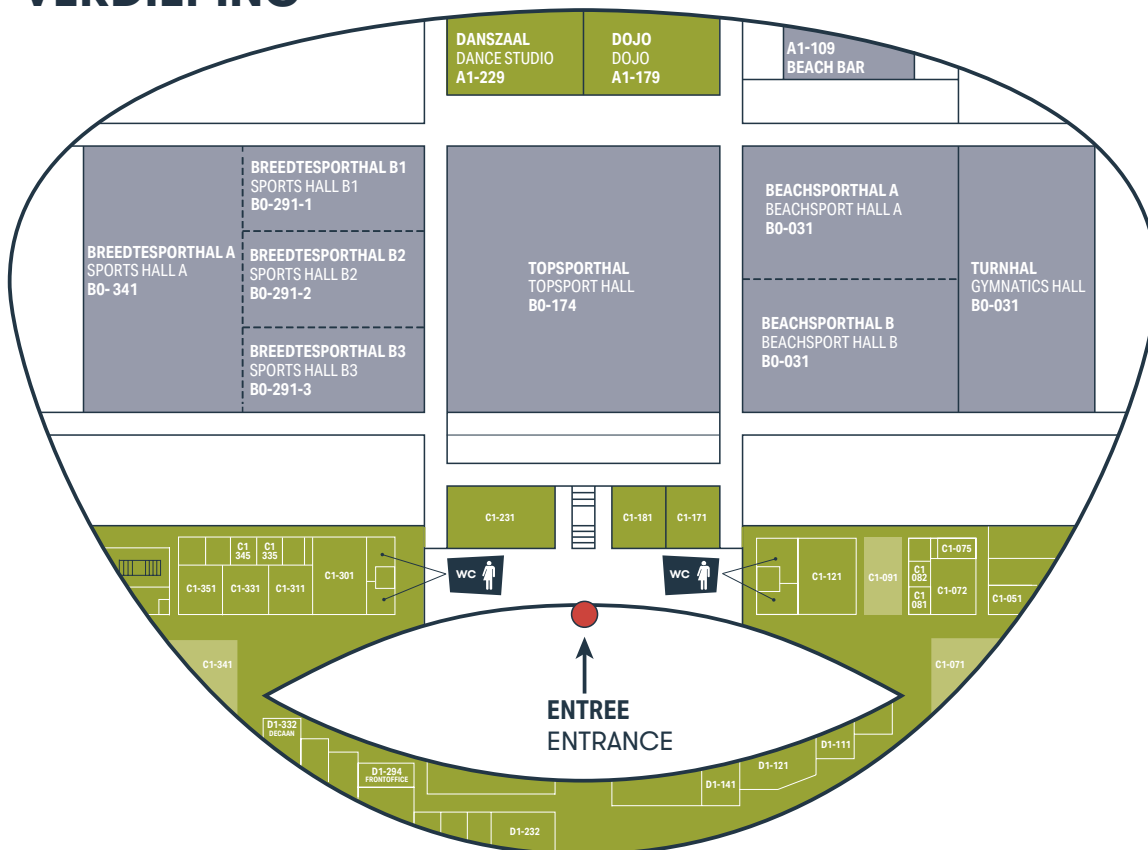 VERDIEPING
DANSZAAL
DANCE STUDIO
A1-229
DOJO
DOJO
A1-179
A1-109
BEACH BAR
BREEDTESPORTHAL A
SPORTS HALL A
B0- 341
BREEDTESPORTHAL B1
SPORTS HALL B1
B0-291-1
BREEDTESPORTHAL B2
SPORTS HALL B2
B0-291-2
BREEDTESPORTHAL B3
SPORTS HALL B3
B0-291-3
TOPSPORTHAL
TOPSPORT HALL
B0-174
BEACHSPORTHAL A
BEACHSPORT HALL A
B0-031
BEACHSPORTHAL B
BEACHSPORT HALL B
B0-031
TURNHAL
GYMNATICS HALL
B0-031
C1-231
C1-181
C1-171
C1
345
C1
335
C1-351
C1-331
C1-311
C1-301
WC
WC
C1-121
C1-091
C1-075
C1
082
C1
081
C1-072
C1-051
C1-341
C1-071
ENTREE
ENTRANCE
D1-332
DECAAN
D1-294
FRONTOFFICE
D1-232
D1-141
D1-121
D1-111